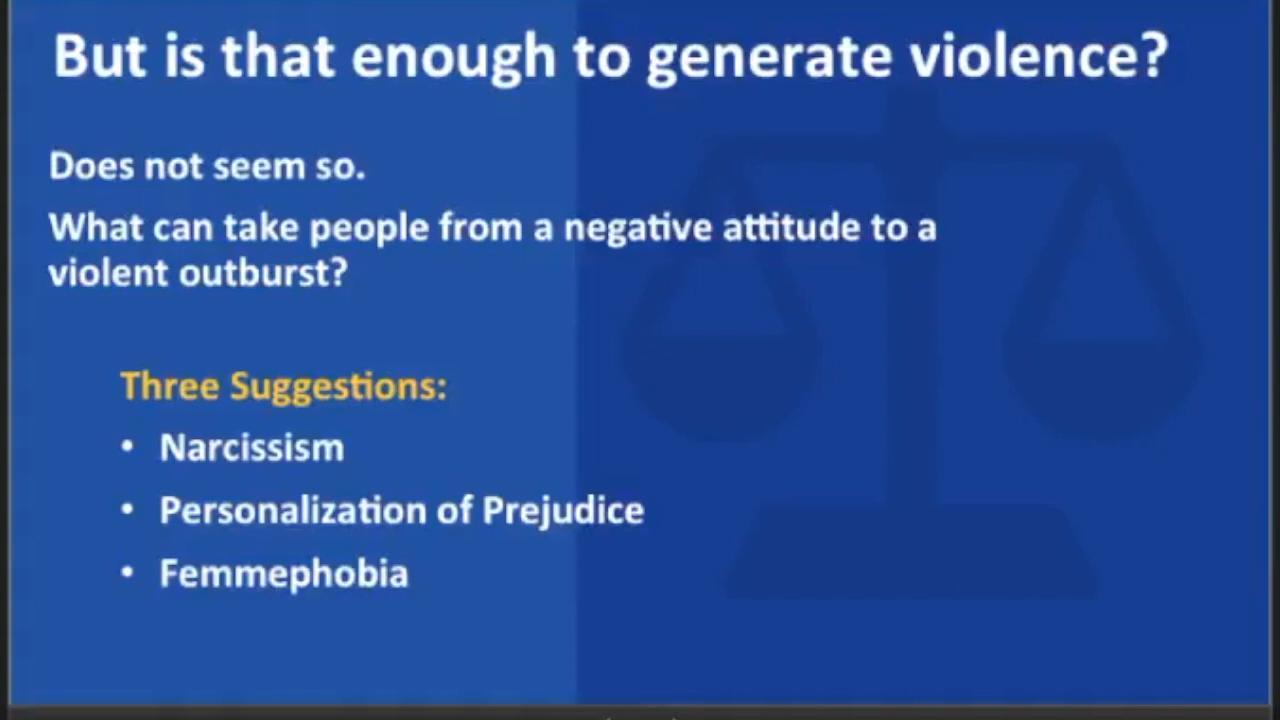 But is that enough to generate violence?
Does not seem so.
What can take people from a negative attitude to a
violent outburst?
Three Suggestions:
• Narcissism
• Personalization of Prejudice
• Femmephobia